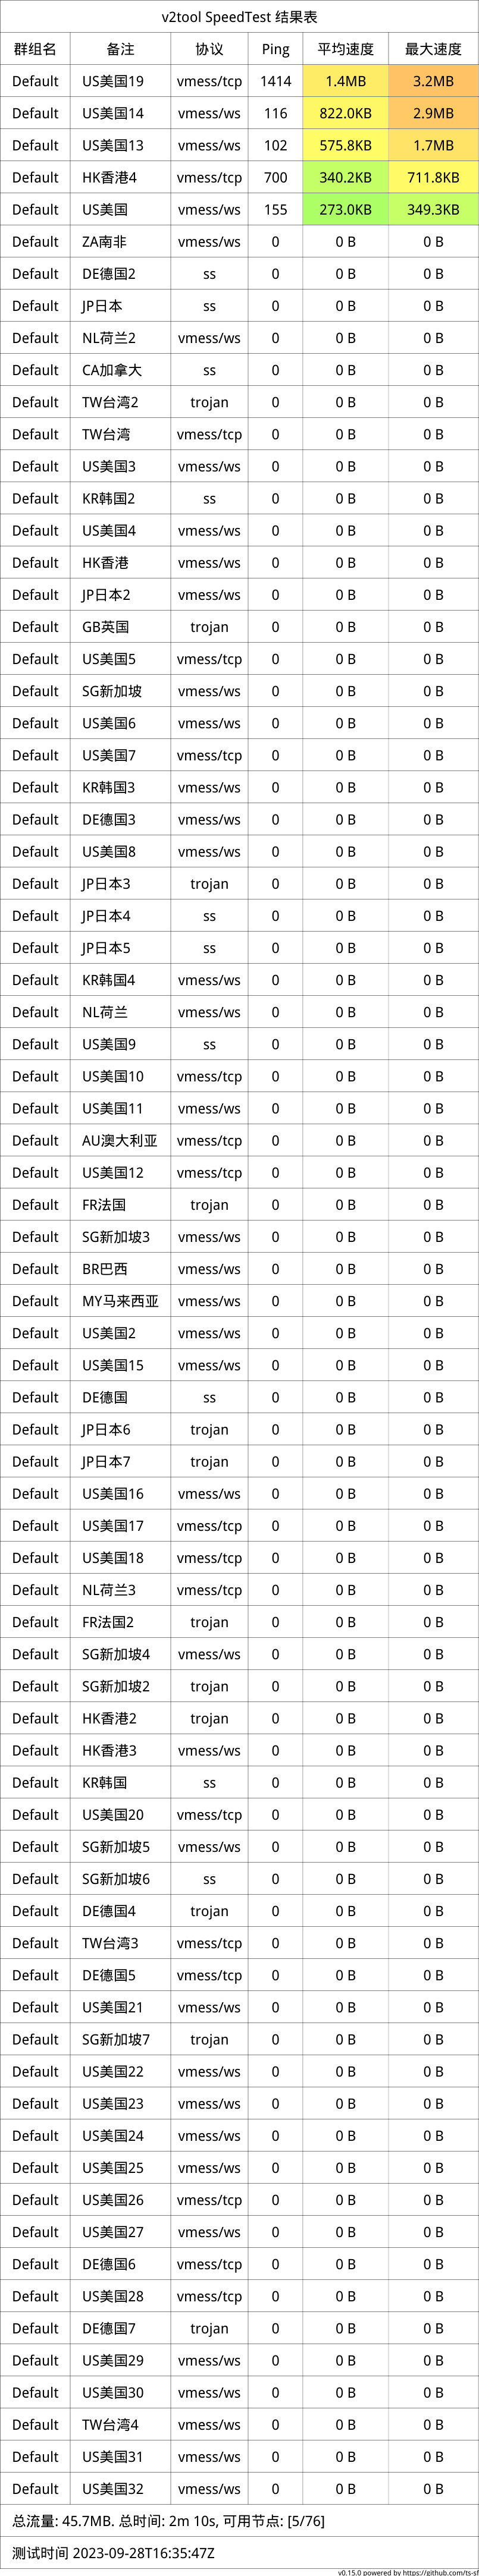 v2tool SpeedTest 结果表
群组名 备注 协议 Ping 平均速度 最大速度
Default US美国19 vmess/tcp 1414 1.4MB 3.2MB
Default US美国14 vmess/ws 116 822.0KB 2.9MB
Default US美国13 vmess/ws 102 575.8KB 1.7MB
Default HK香港4 vmess/tcp 700 340.2KB 711.8KB
Default US美国 vmess/ws 155 273.0KB 349.3KB
Default ZA南非 vmess/ws 0 0 B 0 B
Default DE德国2 ss 0 0 B 0 B
Default JP日本 ss 0 0 B 0 B
Default NL荷兰2 vmess/ws 0 0 B 0 B
Default CA加拿大 ss 0 0 B 0 B
Default TW台湾2 trojan 0 0 B 0 B
Default TW台湾 vmess/tcp 0 0 B 0 B
Default US美国3 vmess/ws 0 0 B 0 B
Default KR韩国2 ss 0 0 B 0 B
Default US美国4 vmess/ws 0 0 B 0 B
Default HK香港 vmess/ws 0 0 B 0 B
Default JP日本2 vmess/ws 0 0 B 0 B
Default GB英国 trojan 0 0 B 0 B
Default US美国5 vmess/tcp 0 0 B 0 B
Default SG新加坡 vmess/ws 0 0 B 0 B
Default US美国6 vmess/ws 0 0 B 0 B
Default US美国7 vmess/tcp 0 0 B 0 B
Default KR韩国3 vmess/ws 0 0 B 0 B
Default DE德国3 vmess/ws 0 0 B 0 B
Default US美国8 vmess/ws 0 0 B 0 B
Default JP日本3 trojan 0 0 B 0 B
Default JP日本4 ss 0 0 B 0 B
Default JP日本5 ss 0 0 B 0 B
Default KR韩国4 vmess/ws 0 0 B 0 B
Default NL荷兰 vmess/ws 0 0 B 0 B
Default US美国9 ss 0 0 B 0 B
Default US美国10 vmess/tcp 0 0 B 0 B
Default US美国11 vmess/ws 0 0 B 0 B
Default AU澳大利亚 vmess/tcp 0 0 B 0 B
Default US美国12 vmess/tcp 0 0 B 0 B
Default FR法国 trojan 0 0 B 0 B
Default SG新加坡3 vmess/ws 0 0 B 0 B
Default BR巴西 vmess/ws 0 0 B 0 B
Default MY马来西亚 vmess/ws 0 0 B 0 B
Default US美国2 vmess/ws 0 0 B 0 B
Default US美国15 vmess/ws 0 0 B 0 B
Default DE德国 ss 0 0 B 0 B
Default JP日本6 trojan 0 0 B 0 B
Default JP日本7 trojan 0 0 B 0 B
Default US美国16 vmess/ws 0 0 B 0 B
Default US美国17 vmess/tcp 0 0 B 0 B
Default US美国18 vmess/tcp 0 0 B 0 B
Default NL荷兰3 vmess/tcp 0 0 B 0 B
Default FR法国2 trojan 0 0 B 0 B
Default SG新加坡4 vmess/ws 0 0 B 0 B
Default SG新加坡2 trojan 0 0 B 0 B
Default HK香港2 trojan 0 0 B 0 B
Default HK香港3 vmess/ws 0 0 B 0 B
Default KR韩国 ss 0 0 B 0 B
Default US美国20 vmess/tcp 0 0 B 0 B
Default SG新加坡5 vmess/ws 0 0 B 0 B
Default SG新加坡6 ss 0 0 B 0 B
Default DE德国4 trojan 0 0 B 0 B
Default TW台湾3 vmess/tcp 0 0 B 0 B
Default DE德国5 vmess/tcp 0 0 B 0 B
Default US美国21 vmess/ws 0 0 B 0 B
Default SG新加坡7 trojan 0 0 B 0 B
Default US美国22 vmess/ws 0 0 B 0 B
Default US美国23 vmess/ws 0 0 B 0 B
Default US美国24 vmess/ws 0 0 B 0 B
Default US美国25 vmess/ws 0 0 B 0 B
Default US美国26 vmess/tcp 0 0 B 0 B
Default US美国27 vmess/ws 0 0 B 0 B
Default DE德国6 vmess/tcp 0 0 B 0 B
Default US美国28 vmess/tcp 0 0 B 0 B
Default DE德国7 trojan 0 0 B 0 B
Default US美国29 vmess/ws 0 0 B 0 B
Default US美国30 vmess/ws 0 0 B 0 B
Default TW台湾4 vmess/ws 0 0 B 0 B
Default US美国31 vmess/ws 0 0 B 0 B
Default US美国32 vmess/ws 0 0 B 0 B
总流量: 45.7MB. 总时间: 2m 10s, 可用节点: [5/76]
测试时间 2023-09-28T16:35:47Z
v0.15.0 powered by https://github.com/ts-sf